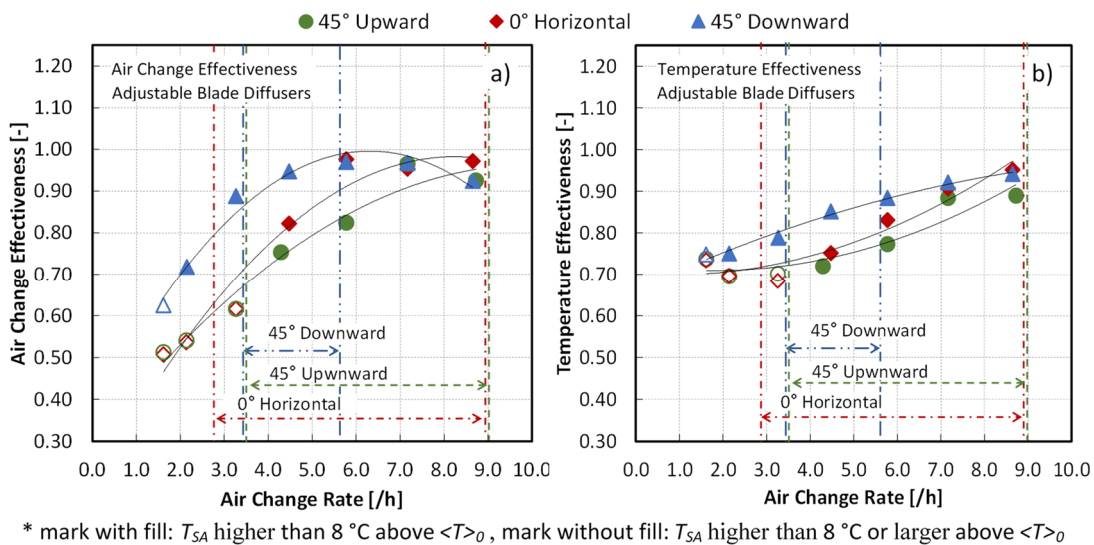 45° Upward 0° Horizontal 45° Downward
1.20
1.10
1.00
0.90
0.80
0.70
0.60
0.50
0.40
0.30
Air Change Effectiveness [-]
Air Change Effectiveness
Adjustable Blade Diffusers
a)
45° Downward
45° Upwnward
0° Horizontal
0.0 1.0 2.0 3.0 4.0 5.0 6.0 7.0 8.0 9.0 10.0
Air Change Rate [/h]
1.20
1.10
1.00
0.90
0.80
0.70
0.60
0.50
0.40
0.30
Temperature Effectiveness [-]
Temperature Effectiveness
Adjustable Blade Diffusers
b)
45° Downward
45° Upwnward
0° Horizontal
0.0 1.0 2.0 3.0 4.0 5.0 6.0 7.0 8.0 9.0 10.0
Air Change Rate [/h]
* mark with fill: TSA higher than 8 °C above <T>0 , mark without fill: TSA higher than 8 °C or larger above <T>0